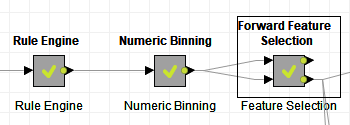 Rule Engine
Numeric Binning
Forward Feature
Selection
Rule Engine
Numeric Binning
Feature Selection